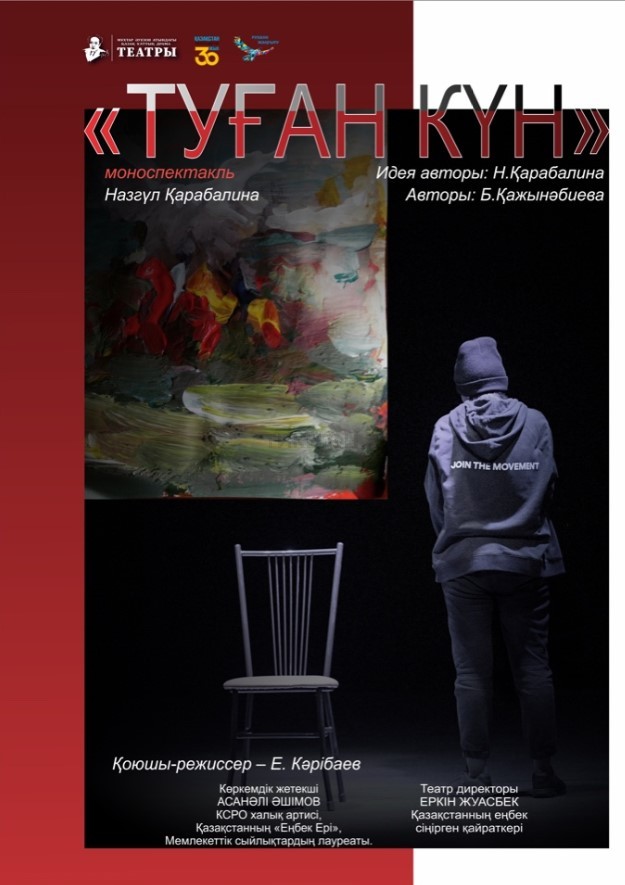 ТЕАТРЫ
ҚАЗАҚСТАН
30
«ТУҒАН КҮН»
моноспектакль
Назгүл Қарабалина
Идея авторы: Н.Қарабалина
Авторы: Б.Қажынәбиева
JOIN THE MOVEMENT
Қоюшы-режиссер – Е. Кәрібаев
Көркемдік жетекші
АСАНӘЛІ ӘШІМОВ
КСРО халық артисі,
Қазақстанның «Еңбек Ері»,
Мемлекеттік сыйлықтардың лауреаты.
Театр директоры
ЕРКІН ЖУАСБЕК
Қазақстанның еңбек
сіңірген қайраткері